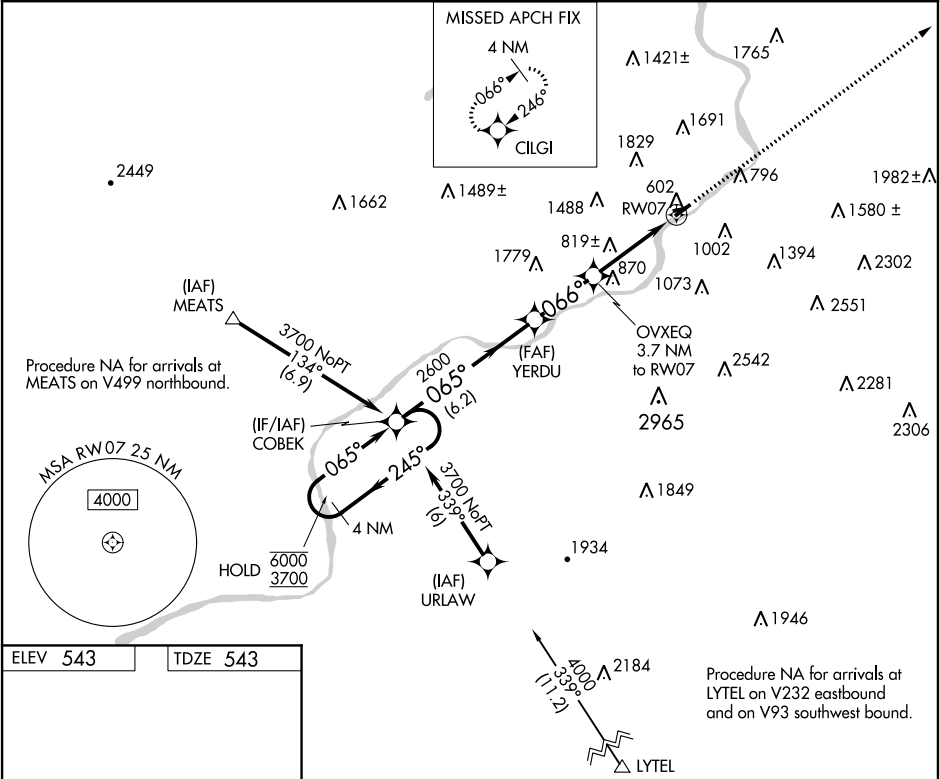 MISSED APCH FIX
4 NM
066°
246°
CILGI
1421±
1765
1691
1829
2449
1662
1489±
1488
602
RW07
796
1982±
1580 ±
819±
1002
1779
870
1073
1394
2302
066°
(IAF)
MEATS
3700 NoPT
134°
(6.9)
Procedure NA for arrivals at
MEATS on V499 northbound.
2600
065°
(6.2)
(FAF)
YERDU
OVXEQ
3.7 NM
to RW07
2551
2542
2281
2965
2306
(IF/IAF)
COBEK
065°
245°
4 NM
HOLD
6000
3700
3700 NoPT
339°
(6)
MSA RW 07 25 NM
4000
1849
(IAF)
URLAW
1934
1946
4000
339°
(11.2)
2184
Procedure NA for arrivals at
LYTEL on V232 eastbound
and on V93 southwest bound.
LYTEL
ELEV 543
TDZE 543